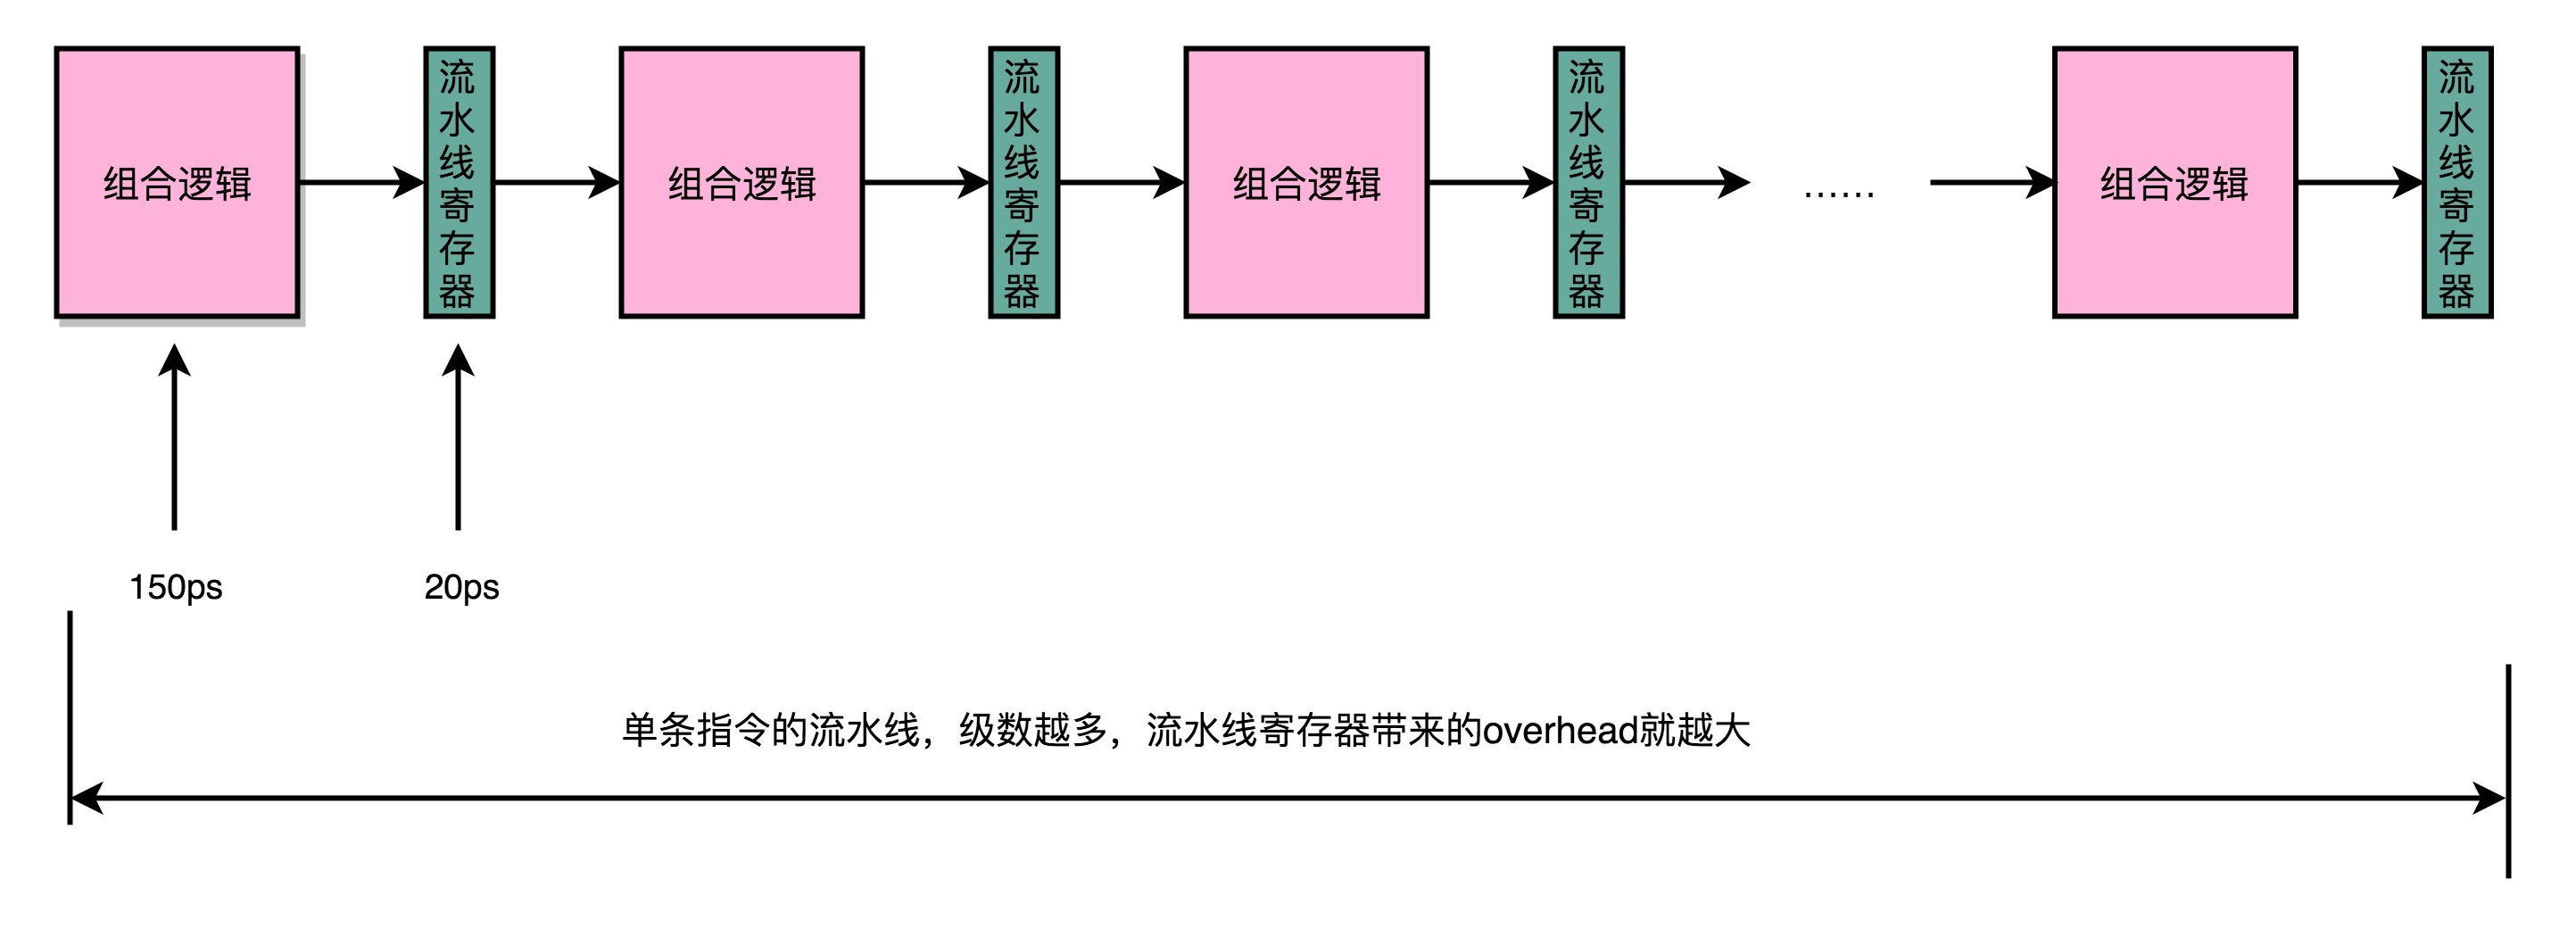 组合逻辑
流水线寄存器
组合逻辑
流水线寄存器
组合逻辑
流水线寄存器
......
组合逻辑
流水线寄存器
150ps
20ps
单条指令的流水线，级数越多，流水线寄存器带来的overhead就越大